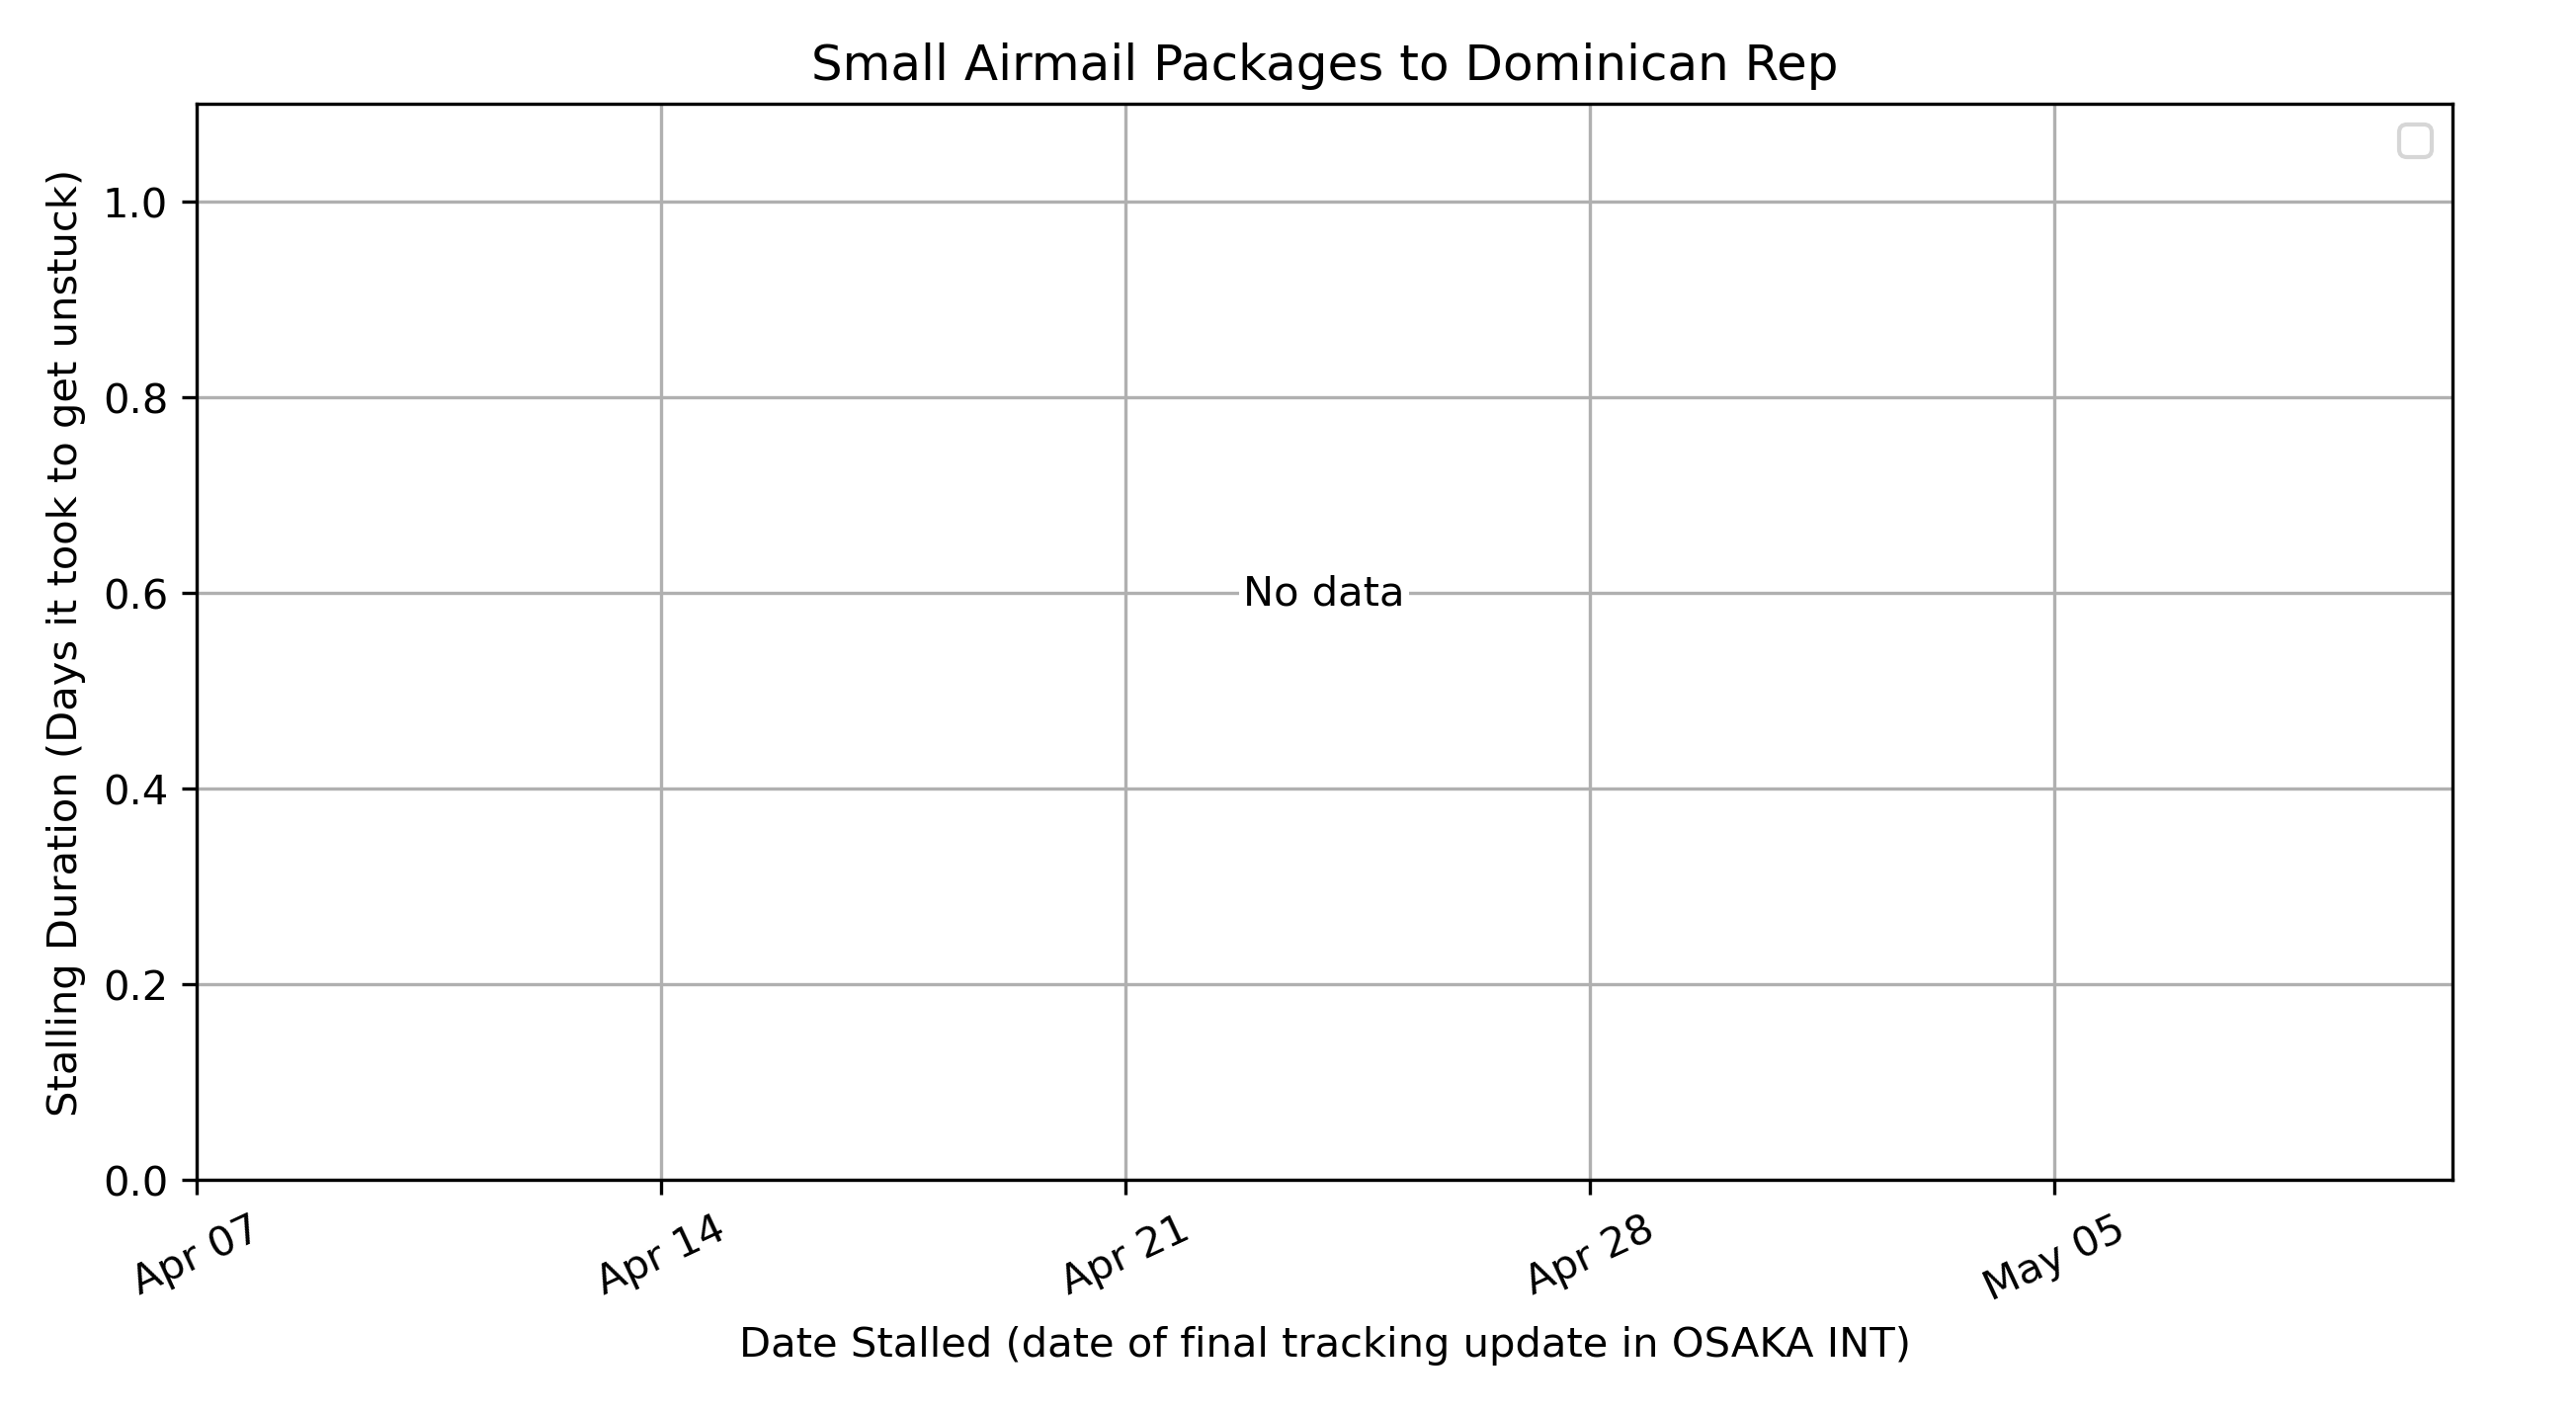 Small Airmail Packages to Dominican Rep
Stalling Duration (Days it took to get unstuck)
1.0
0.8
0.6
0.4
0.2
0.0
No data
Apr 07
Apr 14
Apr 21
Apr 28
May 05
Date Stalled (date of final tracking update in OSAKA INT)